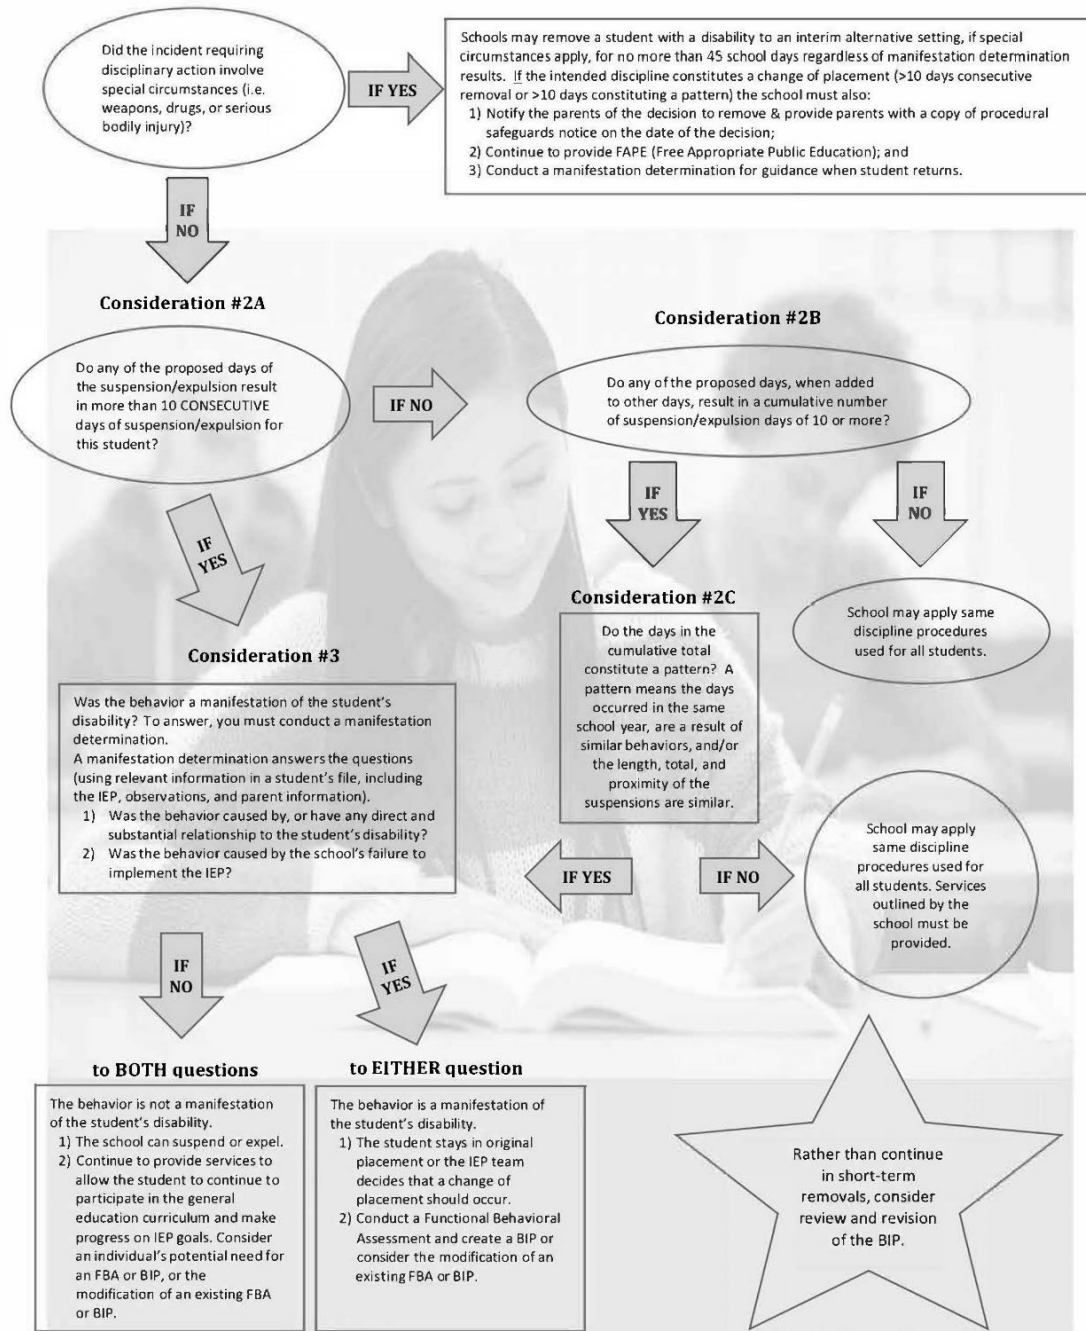 Did the incident requiring
disciplinary action involve
special circumstances (i.e.
weapons, drugs, or serious
bodily injury)?
IF YES
Schools may remove a student with a disability to an interim alternative setting, if special
circumstances apply, for no more than 45 school days regardless of manifestation determination
results. If the intended discipline constitutes a change of placement (>10 days consecutive
removal or >10 days constituting a pattern) the school must also:
1) Notify the parents of the decision to remove & provide parents with a copy of procedural
safeguards notice on the date of the decision;
2) Continue to provide FAPE (Free Appropriate Public Education); and
3) Conduct a manifestation determination for guidance when student returns.
IF
NO
Consideration #2A
Do any of the proposed days of
the suspension/expulsion result
in more than 10 CONSECUTIVE
days of suspension/expulsion for
this student?
IF NO
Consideration #2B
Do any of the proposed days, when added
to other days, result in a cumulative number
of suspension/expulsion days of 10 or more?
IF
YES
IF
YES
IF
NO
Consideration #2C
Do the days in the
cumulative total
constitute a pattern? A
pattern means the days
occurred in the same
school year, are a result of
similar behaviors, and/or
the length, total, and
proximity of the
suspensions are similar.
School may apply same
discipline procedures
used for all students.
Consideration #3
Was the behavior a manifestation of the student's
disability? To answer, you must conduct a manifestation
determination.
A manifestation determination answers the questions
(using relevant information in a student's file, including
the IEP, observations, and parent information).
1) Was the behavior caused by, or have any direct and
substantial relationship to the student's disability?
2) Was the behavior caused by the school's failure to
implement the IEP?
IF YES
IF NO
School may apply
same discipline
procedures used for
all students. Services
outlined by the
school must be
provided.
IF
NO
IF
YES
to BOTH questions
The behavior is not a manifestation
of the student's disability.
1) The school can suspend or expel.
2) Continue to provide services to
allow the student to continue to
participate in the general
education curriculum and make
progress on IEP goals. Consider
an individual's potential need for
an FBA or BIP, or the
modification of an existing FBA
or BIP.
to EITHER question
The behavior is a manifestation of
the student's disability.
1) The student stays in original
placement or the IEP team
decides that a change of
placement should occur.
2) Conduct a Functional Behavioral
Assessment and create a BIP or
consider the modification of an
existing FBA or BIP.
Rather than continue
in short-term
removals, consider
review and revision
of the BIP.